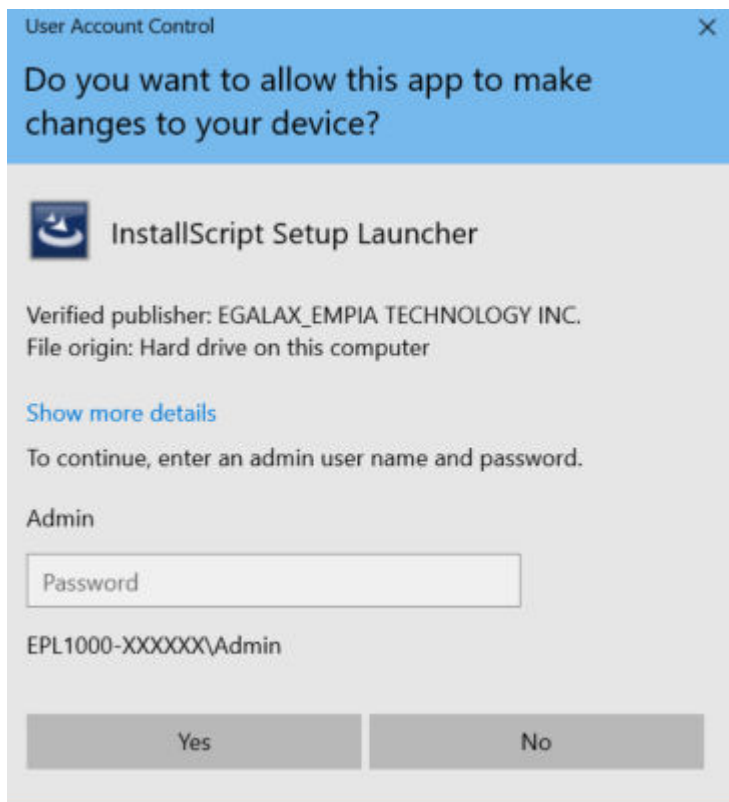 User Account Control
Do you want to allow this app to make
changes to your device?
InstallScript Setup Launcher
Verified publisher: EGALAX_EMPIA TECHNOLOGY INC.
File origin: Hard drive on this computer
Show more details
To continue, enter an admin user name and password.
Admin
Password
EPL1000-XXXXXX\Admin
Yes No